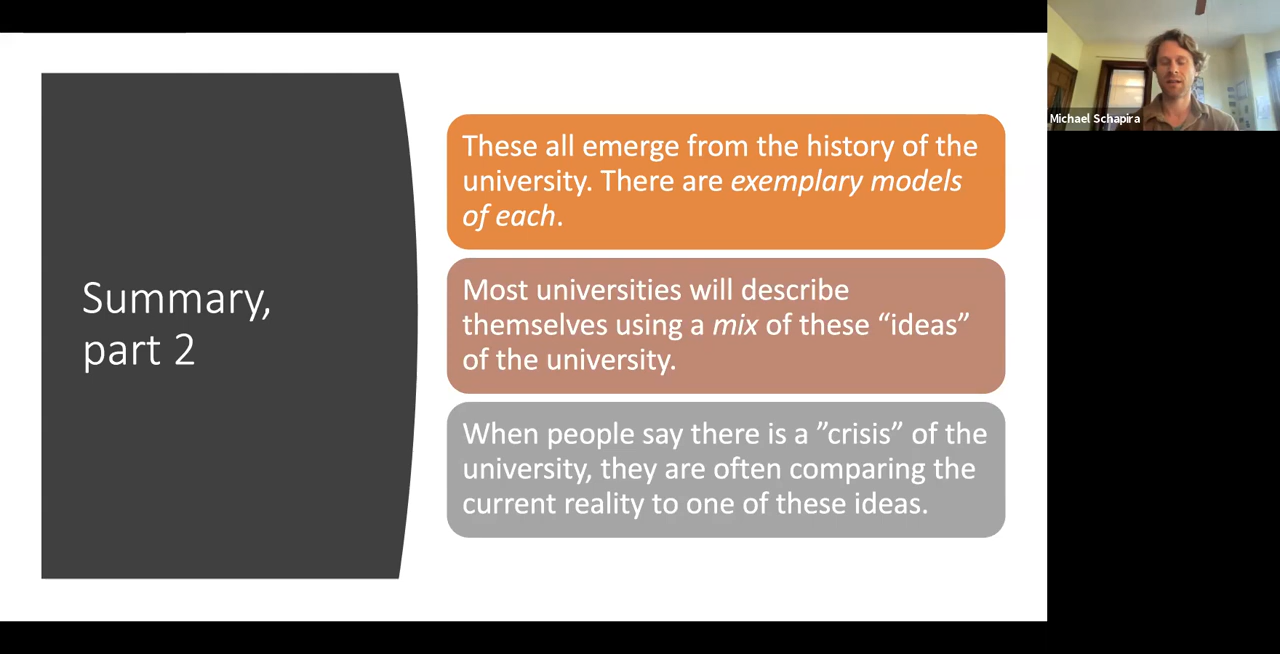 Summary,
part 2
These all emerge from the history of the
university. There are exemplary models
of each.
Most universities will describe
themselves using a mix of these “ideas”
of the university.
When people say there is a ”crisis” of the
university, they are often comparing the
current reality to one of these ideas.
Michael Schapira